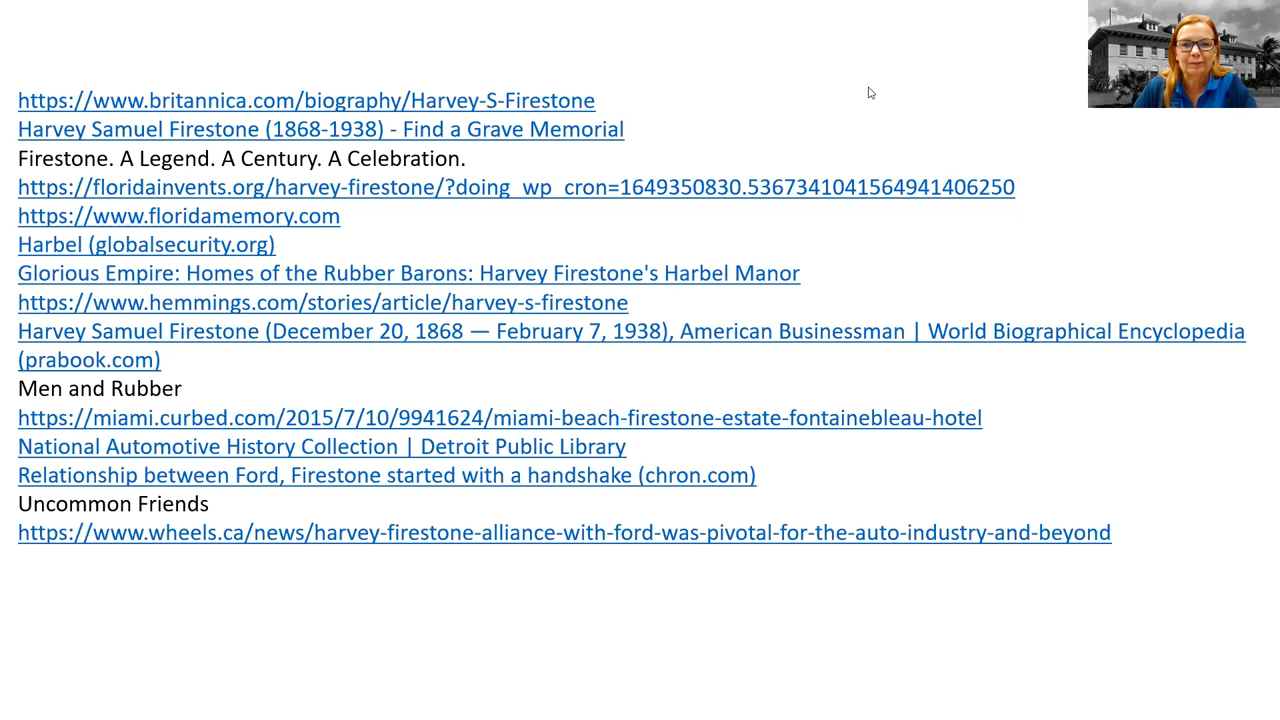 https://www.britannica.com/biography/Harvey-S-Firestone
Harvey Samuel Firestone (1868-1938) - Find a Grave Memorial
Firestone. A Legend. A Century. A Celebration.
https://floridainvents.org/harvey-firestone/?doing_wp_cron=1649350830.5367341041564941406250
https://www.floridamemory.com
Harbel (globalsecurity.org)
Glorious Empire: Homes of the Rubber Barons: Harvey Firestone's Harbel Manor
https://www.hemmings.com/stories/article/harvey-s-firestone
Harvey Samuel Firestone (December 20, 1868 — February 7, 1938), American Businessman | World Biographical Encyclopedia
(prabook.com)
Men and Rubber
https://miami.curbed.com/2015/7/10/9941624/miami-beach-firestone-estate-fontainebleau-hotel
National Automotive History Collection | Detroit Public Library
Relationship between Ford, Firestone started with a handshake (chron.com)
Uncommon Friends
https://www.wheels.ca/news/harvey-firestone-alliance-with-ford-was-pivotal-for-the-auto-industry-and-beyond